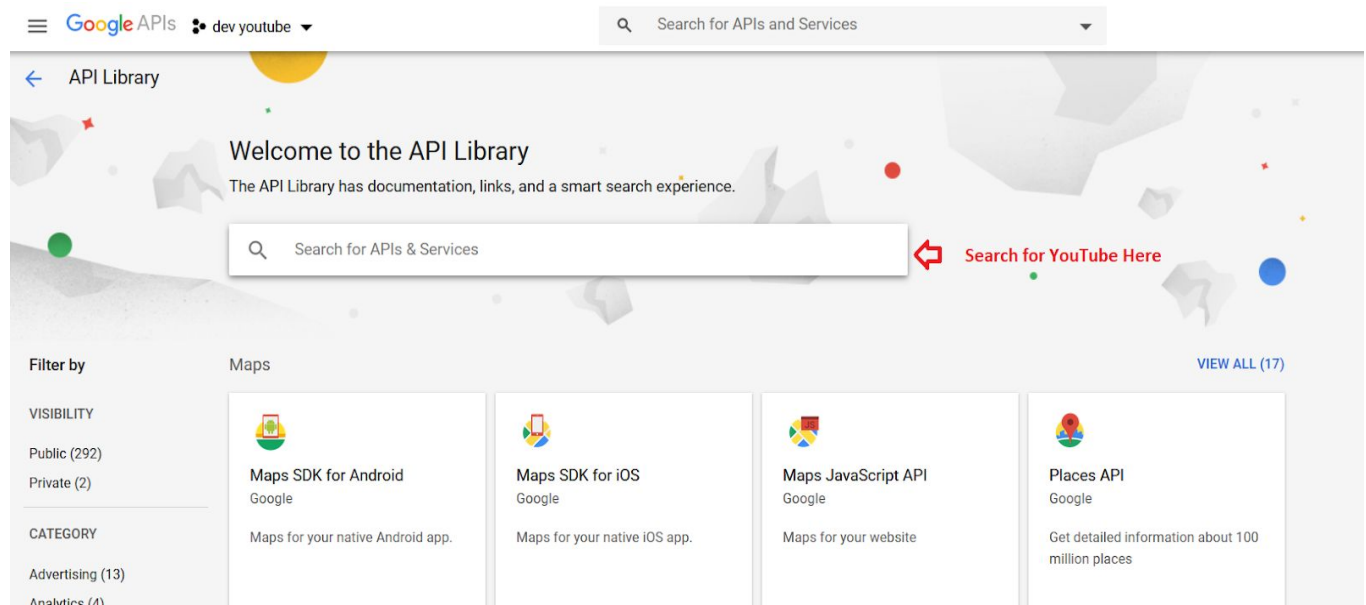 Google APIs dev youtube Search for APIs and Services
API Library
Welcome to the API Library
The API Library has documentation, links, and a smart search experience.
Search for APIs & Services
Search for YouTube Here
Filter by
VISIBILITY
Public (292)
Private (2)
CATEGORY
Advertising (13)
Analytics (4)
Maps
VIEW ALL (17)
Maps SDK for Android
Google
Maps for your native Android app.
Maps SDK for iOS
Google
Maps for your native iOS app.
JS
Maps JavaScript API
Google
Maps for your website
Places API
Google
Get detailed information about 100
million places